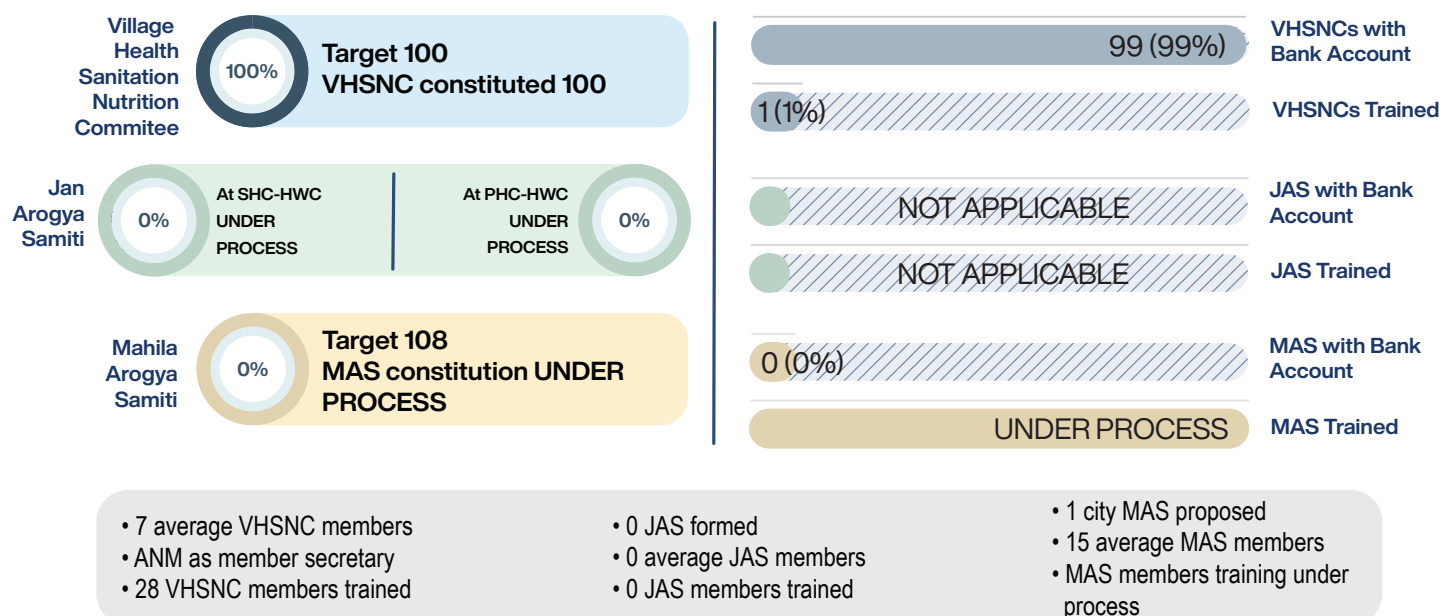 Village
Health
Sanitation
Nutrition
Commitee
100%
Target 100
VHSNC constituted 100
99 (99%)
VHSNCs with
Bank Account
1 (1%)
VHSNCs Trained
Jan
Arogya
Samiti
0%
At SHC-HWC
UNDER
PROCESS
At PHC-HWC
UNDER
PROCESS
0%
NOT APPLICABLE
JAS with Bank
Account
NOT APPLICABLE
JAS Trained
Mahila
Arogya
Samiti
0%
Target 108
MAS constitution UNDER
PROCESS
0 (0%)
MAS with Bank
Account
UNDER PROCESS
MAS Trained
• 7 average VHSNC members
• ANM as member secretary
• 28 VHSNC members trained
• 0 JAS formed
• 0 average JAS members
• 0 JAS members trained
• 1 city MAS proposed
• 15 average MAS members
• MAS members training under
process